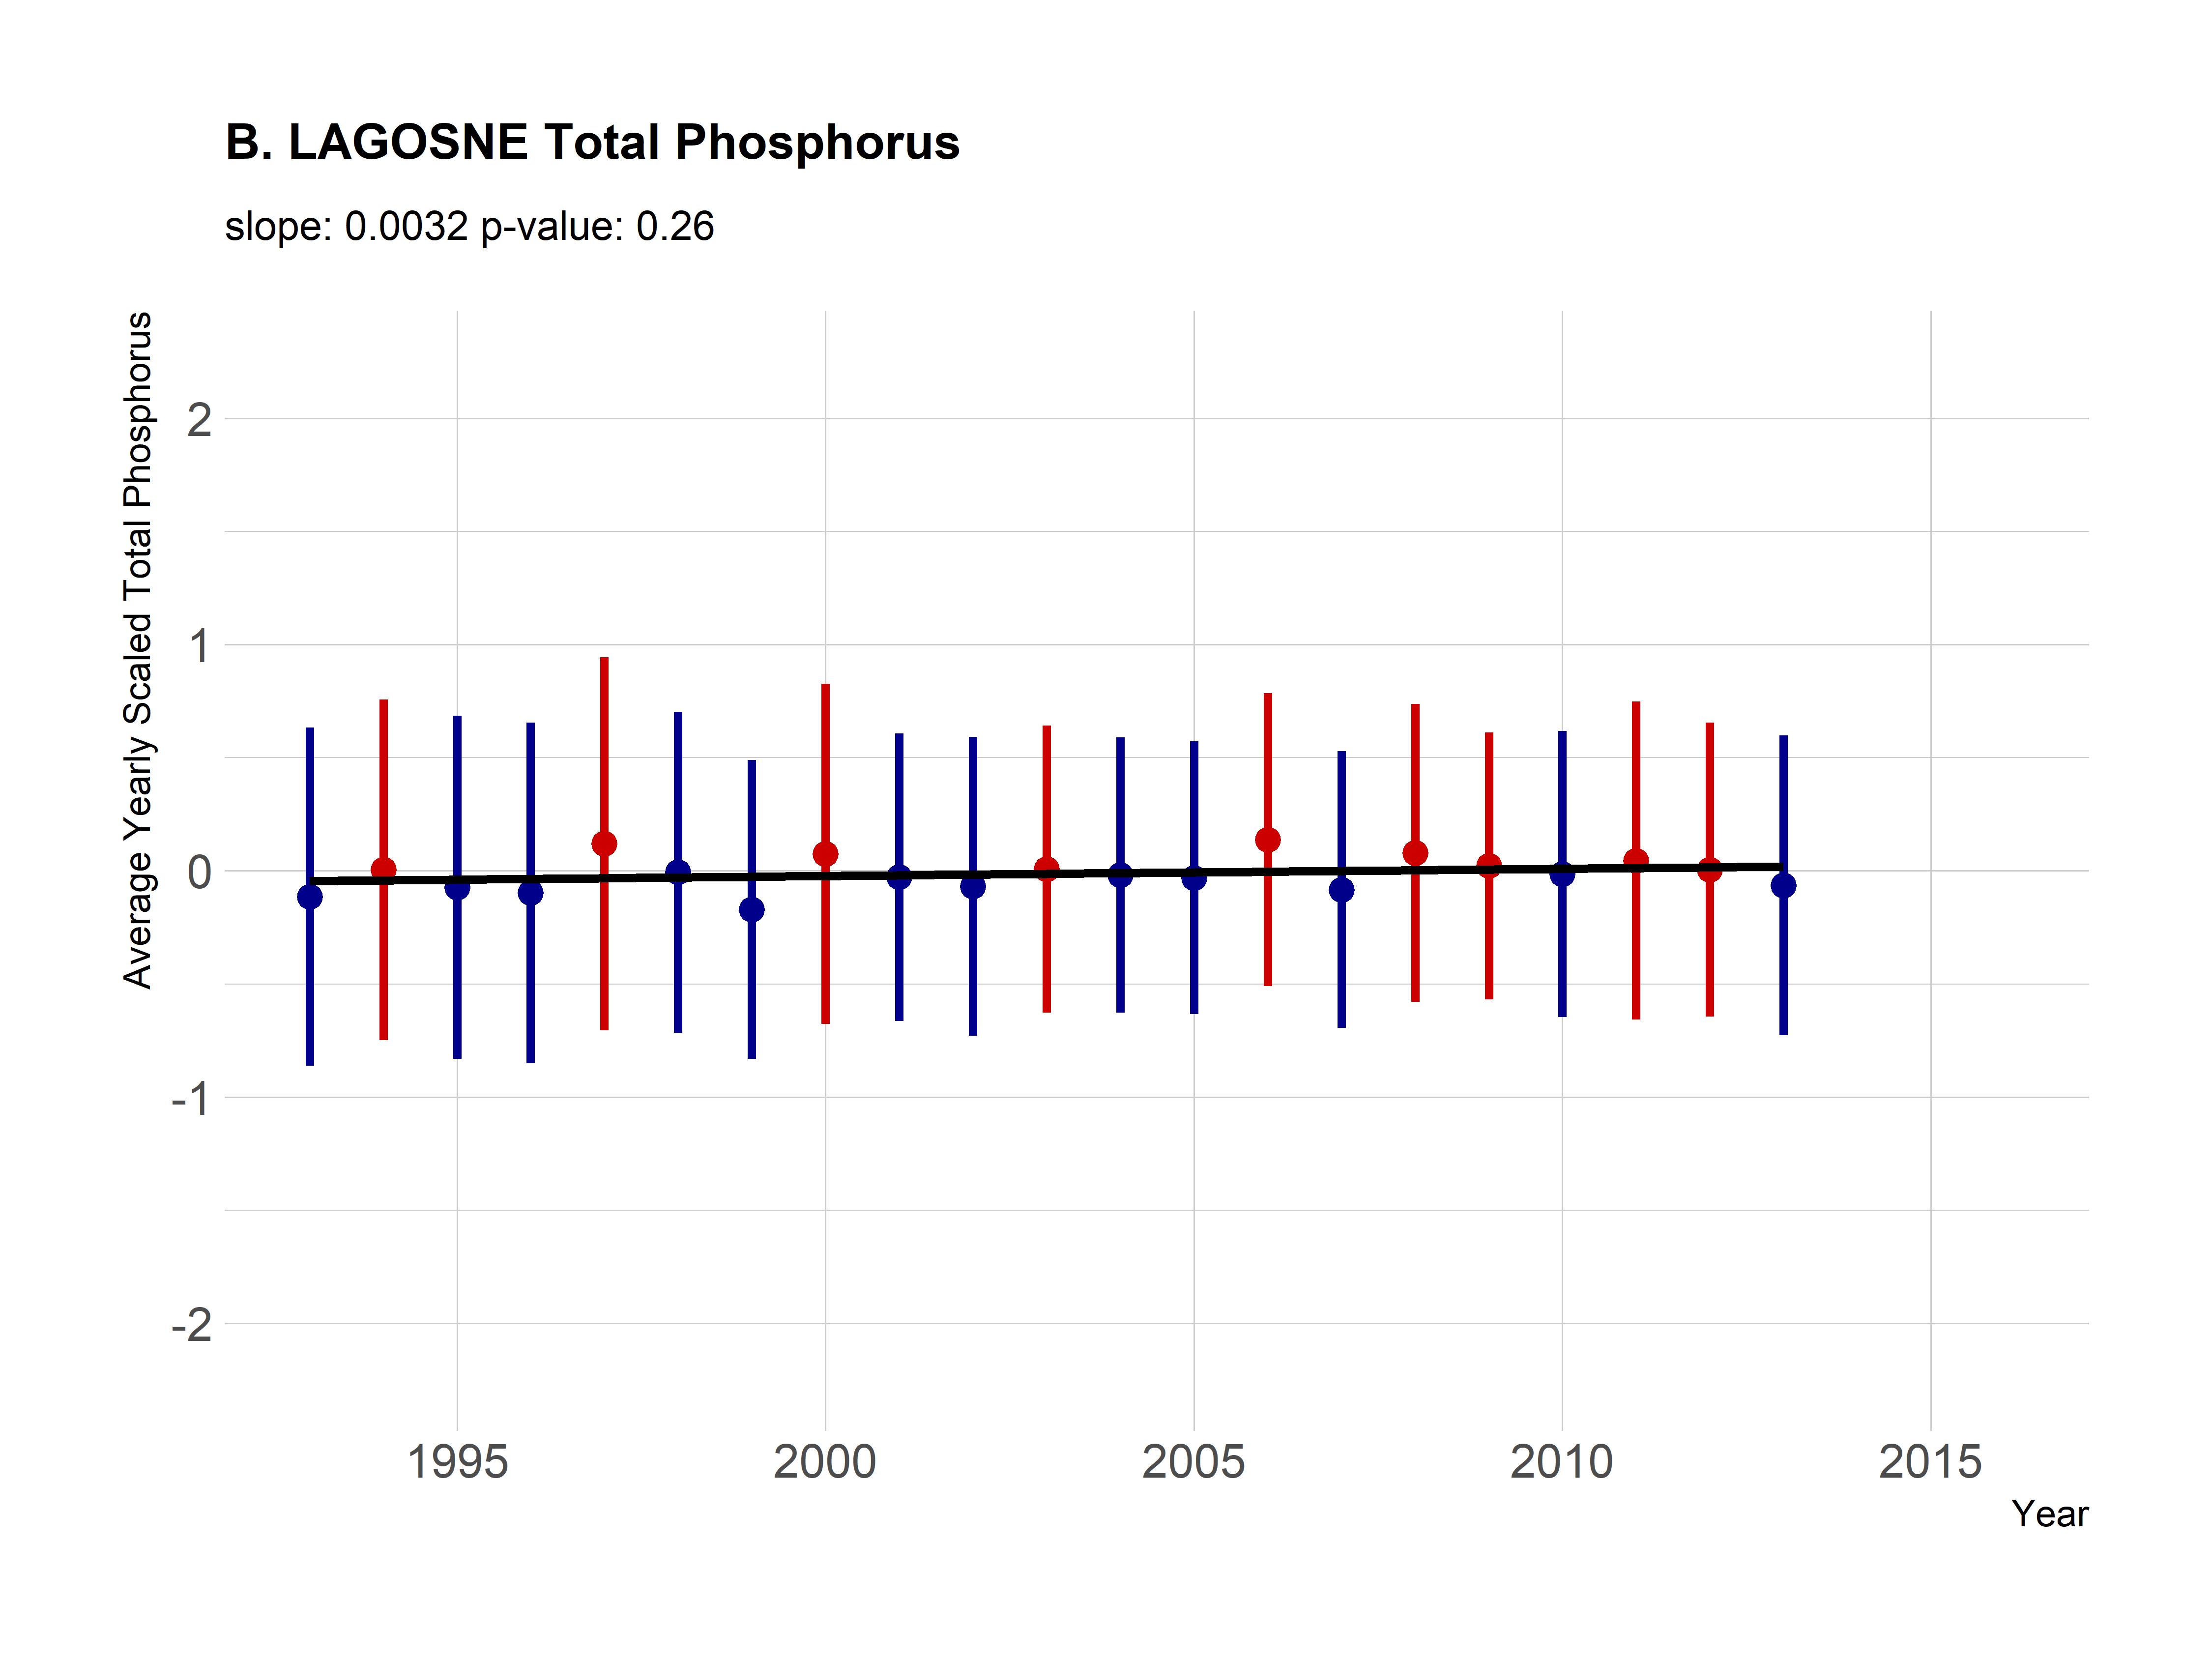 B. LAGOSNE Total Phosphorus
slope: 0.0032 p-value: 0.26
Average Yearly Scaled Total Phosphorus
2
1
0
-1
-2
1995 2000 2005 2010 2015
Year